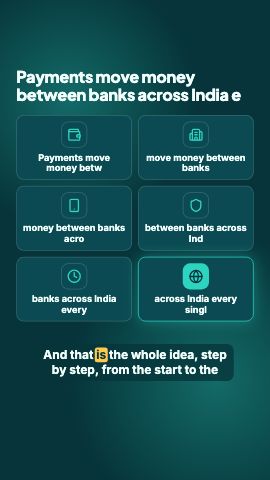 Payments move money
between banks across India e
Payments move
money betw
move money between
banks
money between banks
acro
between banks across
Ind
banks across India
every
across India every
singl
And that is the whole idea, step
by step, from the start to the